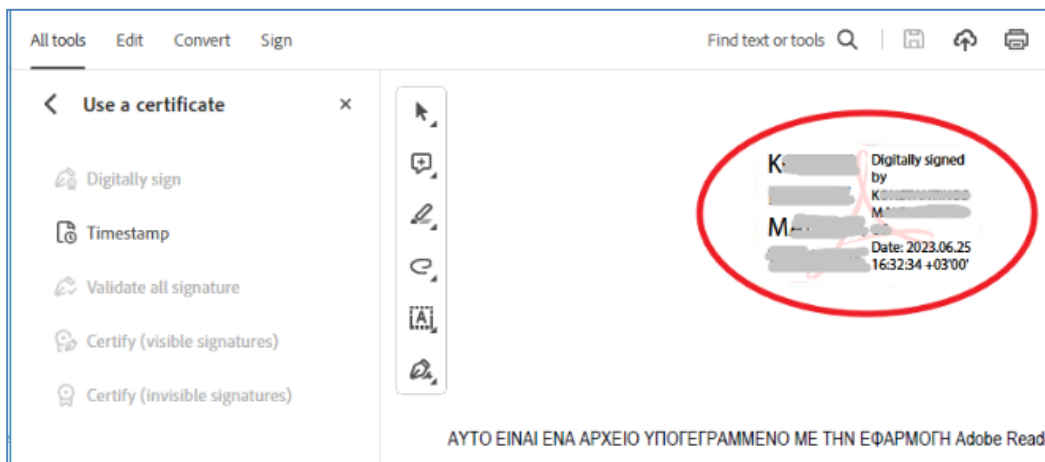 All tools Edit Convert Sign Find text or tools
Use a certificate
Digitally sign
Timestamp
Validate all signature
Certify (visible signatures)
Certify (invisible signatures)
Digitally signed
by
Date: 2023.06.25
16:32:34 +03'00'
ΑΥΤΟ ΕΙΝΑΙ ΕΝΑ ΑΡΧΕΙΟ ΥΠΟΓΕΓΡΑΜΜΕΝΟ ΜΕ ΤΗΝ ΕΦΑΡΜΟΓΗ Adobe Read